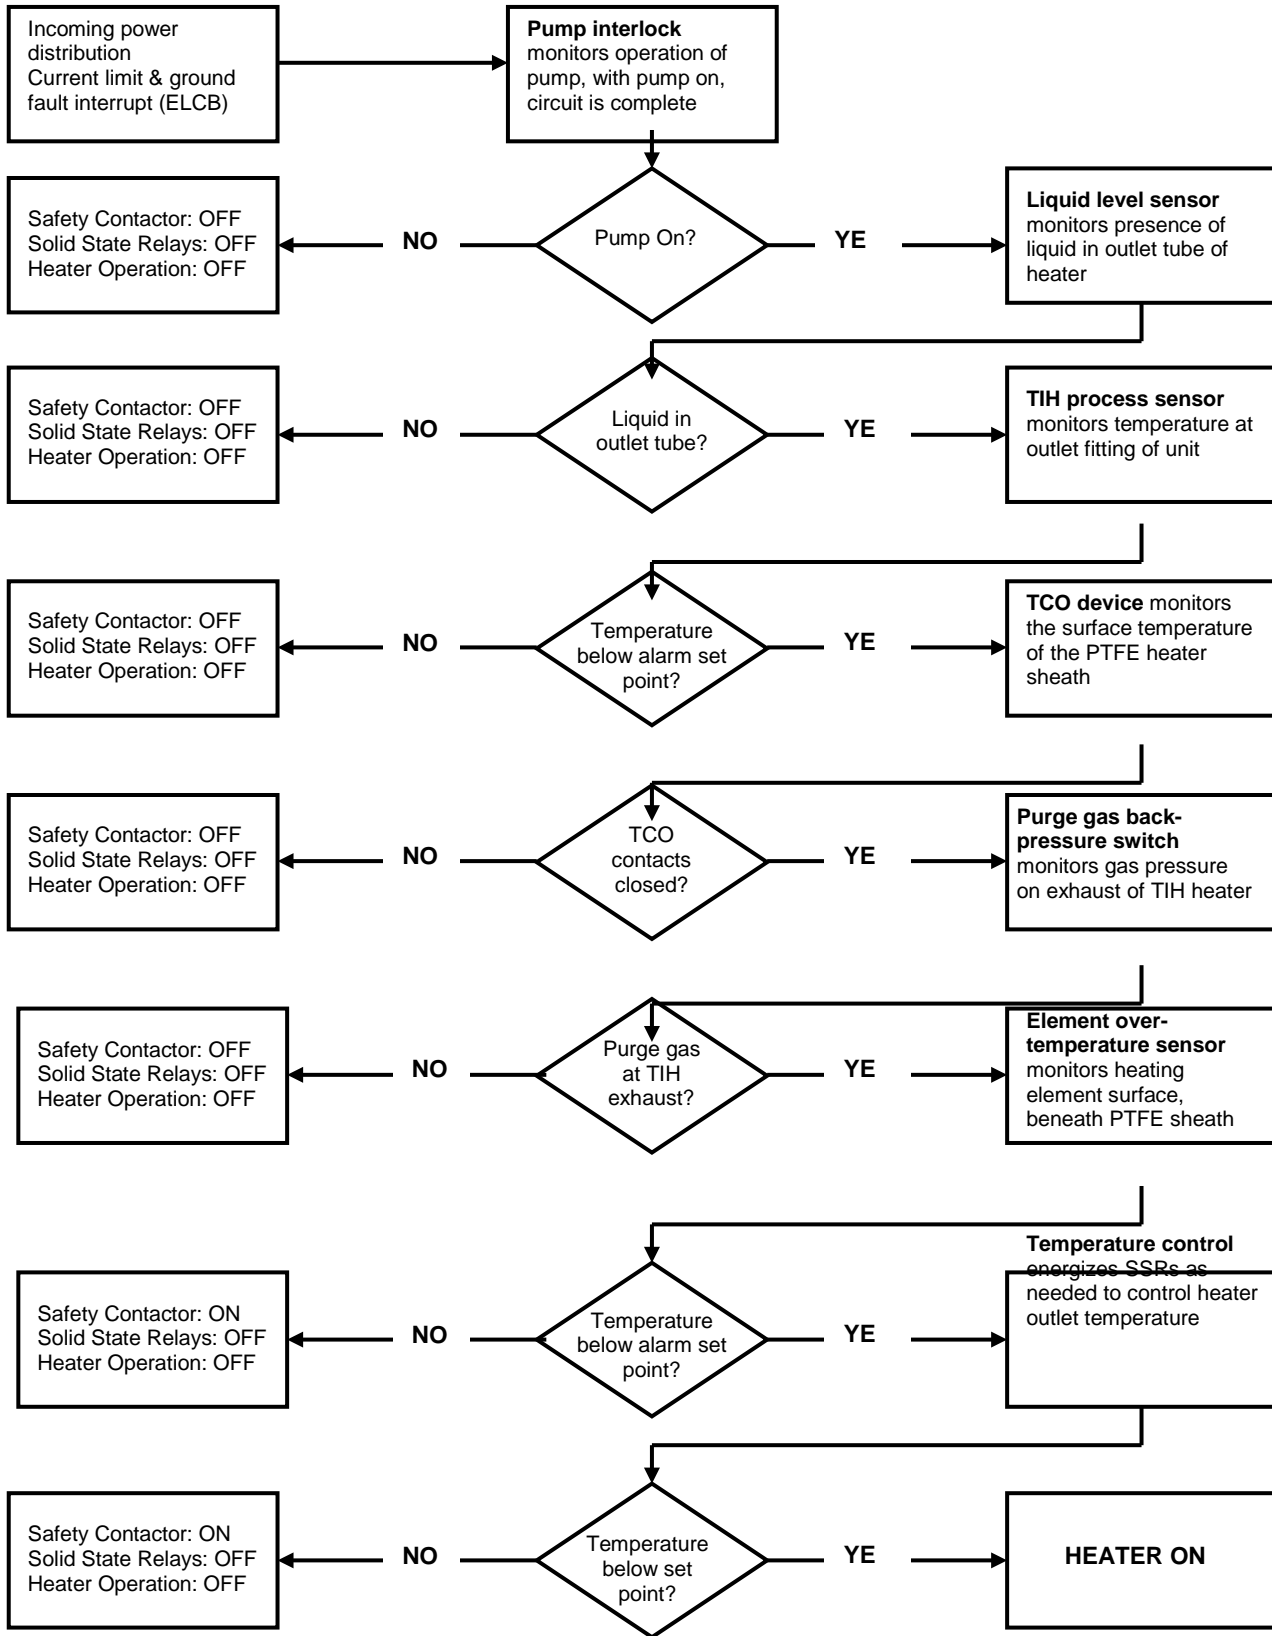 Incoming power
distribution
Current limit & ground
fault interrupt (ELCB)
Pump interlock
monitors operation of
pump, with pump on,
circuit is complete
Safety Contactor: OFF
Solid State Relays: OFF
Heater Operation: OFF
NO
Pump On?
YE
Liquid level sensor
monitors presence of
liquid in outlet tube of
heater
Safety Contactor: OFF
Solid State Relays: OFF
Heater Operation: OFF
NO
Liquid in
outlet tube?
YE
TIH process sensor
monitors temperature at
outlet fitting of unit
Safety Contactor: OFF
Solid State Relays: OFF
Heater Operation: OFF
NO
Temperature
below alarm set
point?
YE
TCO device monitors
the surface temperature
of the PTFE heater
sheath
Safety Contactor: OFF
Solid State Relays: OFF
Heater Operation: OFF
NO
TCO
contacts
closed?
YE
Purge gas back-
pressure switch
monitors gas pressure
on exhaust of TIH heater
Safety Contactor: OFF
Solid State Relays: OFF
Heater Operation: OFF
NO
Purge gas
at TIH
exhaust?
YE
Element over-
temperature sensor
monitors heating
element surface,
beneath PTFE sheath
Safety Contactor: ON
Solid State Relays: OFF
Heater Operation: OFF
NO
Temperature
below alarm set
point?
YE
Temperature control
energizes SSRs as
needed to control heater
outlet temperature
Safety Contactor: ON
Solid State Relays: OFF
Heater Operation: OFF
NO
Temperature
below set
point?
YE
HEATER ON